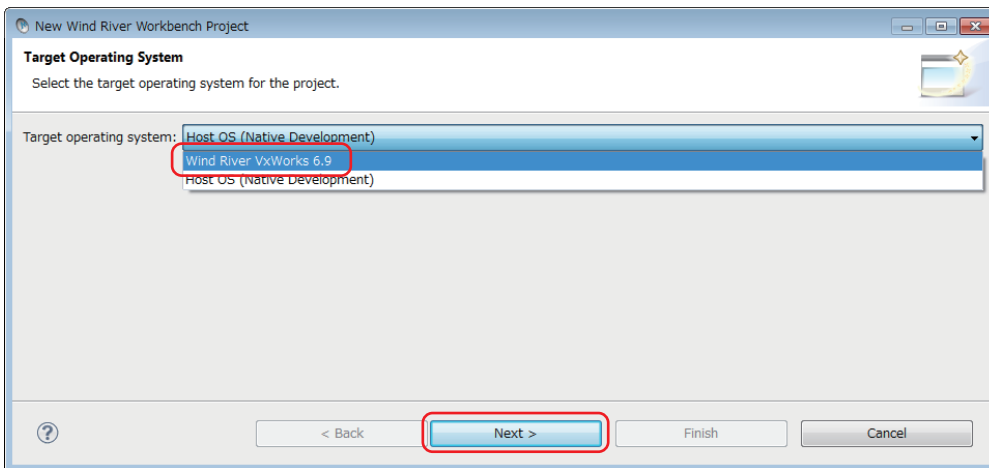 New Wind River Workbench Project
Target Operating System
Select the target operating system for the project.
Target operating system: Host OS (Native Development)
Wind River VxWorks 6.9
Host OS (Native Development)
? < Back Next > Finish Cancel